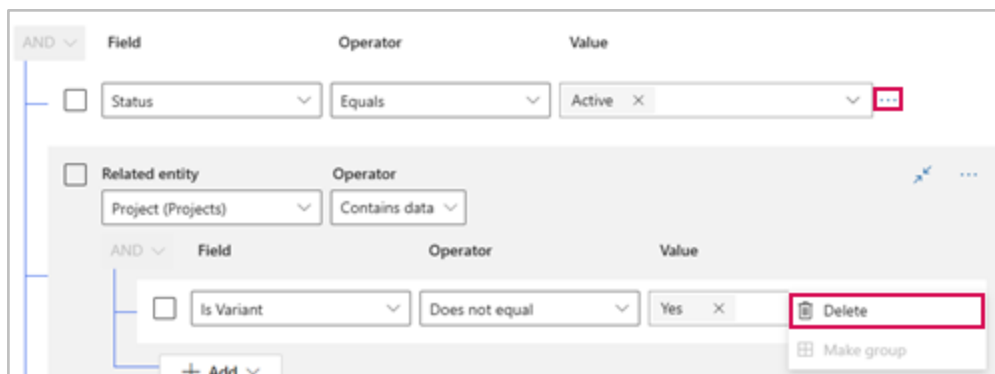 AND Field Operator Value
Status Equals Active ...
Related entity Operator
Project (Projects) Contains data
AND Field Operator Value
Is Variant Does not equal Yes Delete
Make group
Add